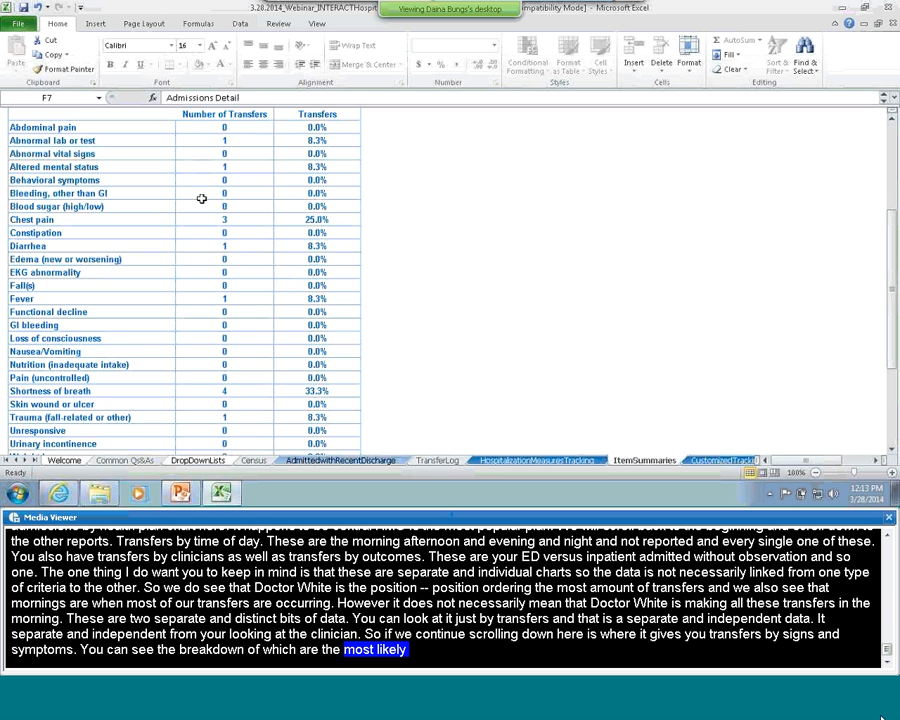 Viewing Daina Bungs's desktop
3.28.2014_Webinar_INTERACTHospit
ompatibility Mode] - Microsoft Excel
File Home Insert Page Layout Formulas Data Review View
Cut
Copy
Format Painter
Paste
Calibri 16
Wrap Text
Merge & Center
Conditional Formatting
Format as Table
Cell Styles
Insert Delete Format
AutoSum
Fill
Clear
Sort & Filter
Find & Select
Clipboard Font Alignment Number Styles Cells Editing
F7 fx Admissions Detail
Number of Transfers Transfers
Abdominal pain 0 0.0%
Abnormal lab or test 1 8.3%
Abnormal vital signs 0 0.0%
Altered mental status 1 8.3%
Behavioral symptoms 0 0.0%
Bleeding, other than GI 0 0.0%
Blood sugar (high/low) 0 0.0%
Chest pain 3 25.0%
Constipation 0 0.0%
Diarrhea 1 8.3%
Edema (new or worsening) 0 0.0%
EKG abnormality 0 0.0%
Fall(s) 0 0.0%
Fever 1 8.3%
Functional decline 0 0.0%
GI bleeding 0 0.0%
Loss of consciousness 0 0.0%
Nausea/Vomiting 0 0.0%
Nutrition (inadequate intake) 0 0.0%
Pain (uncontrolled) 0 0.0%
Shortness of breath 4 33.3%
Skin wound or ulcer 0 0.0%
Trauma (fall-related or other) 1 8.3%
Unresponsive 0 0.0%
Urinary incontinence 0 0.0%
Welcome Common Qs&As DropDownLists Census AdmittedwithRecentDischarge TransferLog HospitalizationMeasuresTracking ItemSummaries CustomizedTracki
Ready 100%
12:13 PM
3/28/2014
Media Viewer
the other reports. Transfers by time of day. These are the morning afternoon and evening and night and not reported and every single one of these.
You also have transfers by clinicians as well as transfers by outcomes. These are your ED versus inpatient admitted without observation and so
one. The one thing I do want you to keep in mind is that these are separate and individual charts so the data is not necessarily linked from one type
of criteria to the other. So we do see that Doctor White is the position -- position ordering the most amount of transfers and we also see that
mornings are when most of our transfers are occurring. However it does not necessarily mean that Doctor White is making all these transfers in the
morning. These are two separate and distinct bits of data. You can look at it just by transfers and that is a separate and independent data. It
separate and independent from your looking at the clinician. So if we continue scrolling down here is where it gives you transfers by signs and
symptoms. You can see the breakdown of which are the most likely